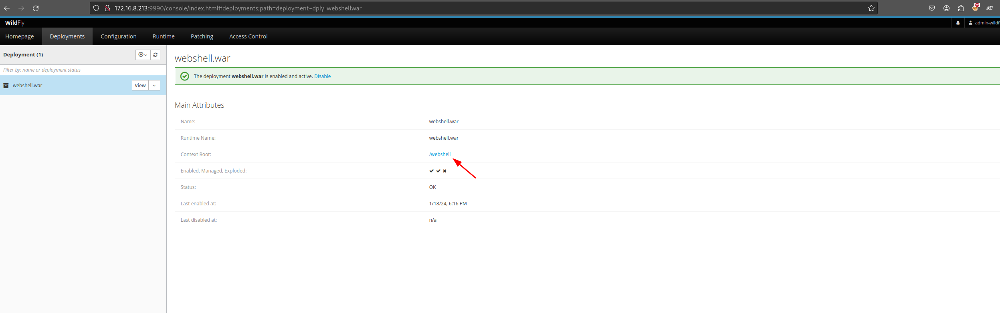 172.16.8.213:9990/console/index.html#deployments;path=deployment~dply-webshellwar
.GIT
WildFly
admin-wildfl
Homepage Deployments Configuration Runtime Patching Access Control
Deployment (1)
Filter by: name or deployment status
webshell.war View
webshell.war
The deployment webshell.war is enabled and active. Disable
Main Attributes
Name: webshell.war
Runtime Name: webshell.war
Context Root: /webshell
Enabled, Managed, Exploded:
Status: OK
Last enabled at: 1/18/24, 6:16 PM
Last disabled at: n/a